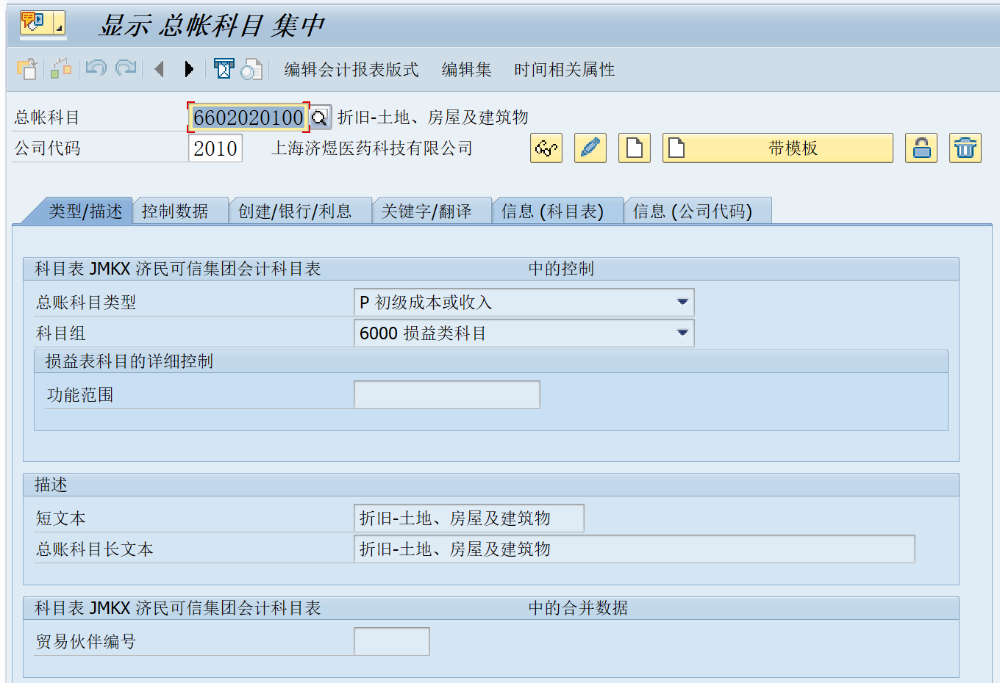 显示 总帐科目 集中
编辑会计报表版式 编辑集 时间相关属性
总帐科目 6602020100 折旧-土地、房屋及建筑物
公司代码 2010 上海济煜医药科技有限公司 带模板
类型/描述 控制数据 创建/银行/利息 关键字/翻译 信息 (科目表) 信息 (公司代码)
科目表 JMKX 济民可信集团会计科目表 中的控制
总账科目类型 P 初级成本或收入
科目组 6000 损益类科目
损益表科目的详细控制
功能范围
描述
短文本 折旧-土地、房屋及建筑物
总账科目长文本 折旧-土地、房屋及建筑物
科目表 JMKX 济民可信集团会计科目表 中的合并数据
贸易伙伴编号